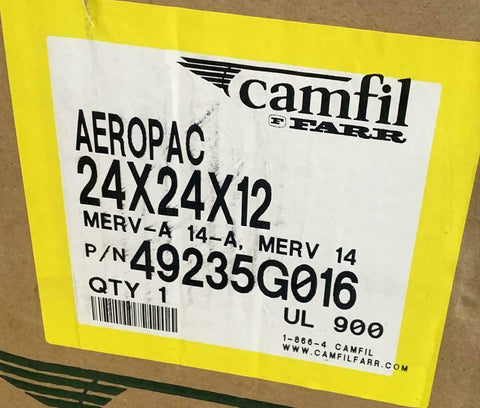 camfil
FARR
AEROPAC
24X24X12
MERV-A 14-A, MERV 14
P/N 49235G016
QTY 1
UL 900
1-866-4 CAMFIL
WWW.CAMFILFARR.COM